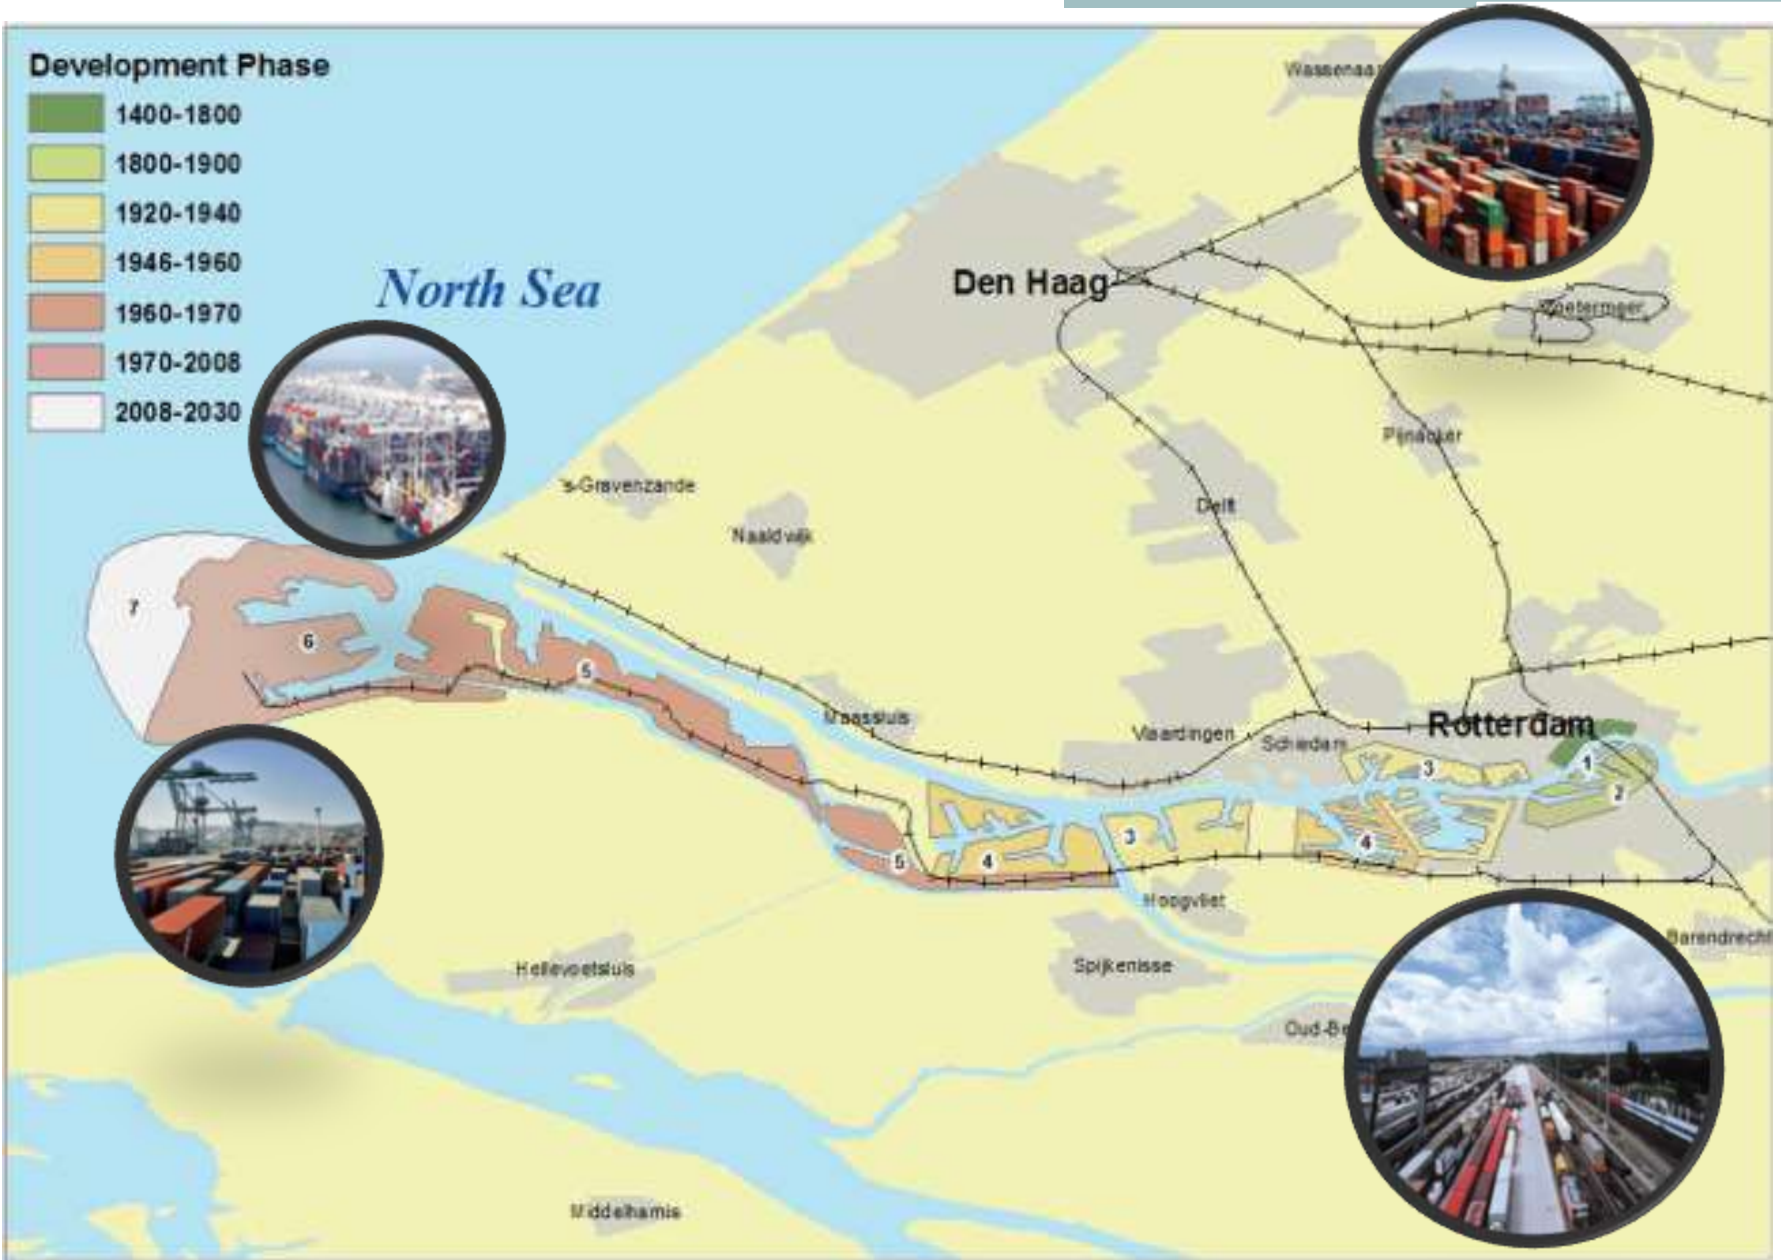 Development Phase
1400-1800
1800-1900
1920-1940
1946-1960
1960-1970
1970-2008
2008-2030
North Sea
Den Haag
's-Gravenzande
Naaldwijk
Pijnacker
Delft
7
6
5
Maassluis
Vlaardingen
Schiedam
Rotterdam
3
1
2
3
4
4
5
Hoogvliet
Barendrecht
Hellevoetsluis
Spijkenisse
Oud-Be
Middelharnis